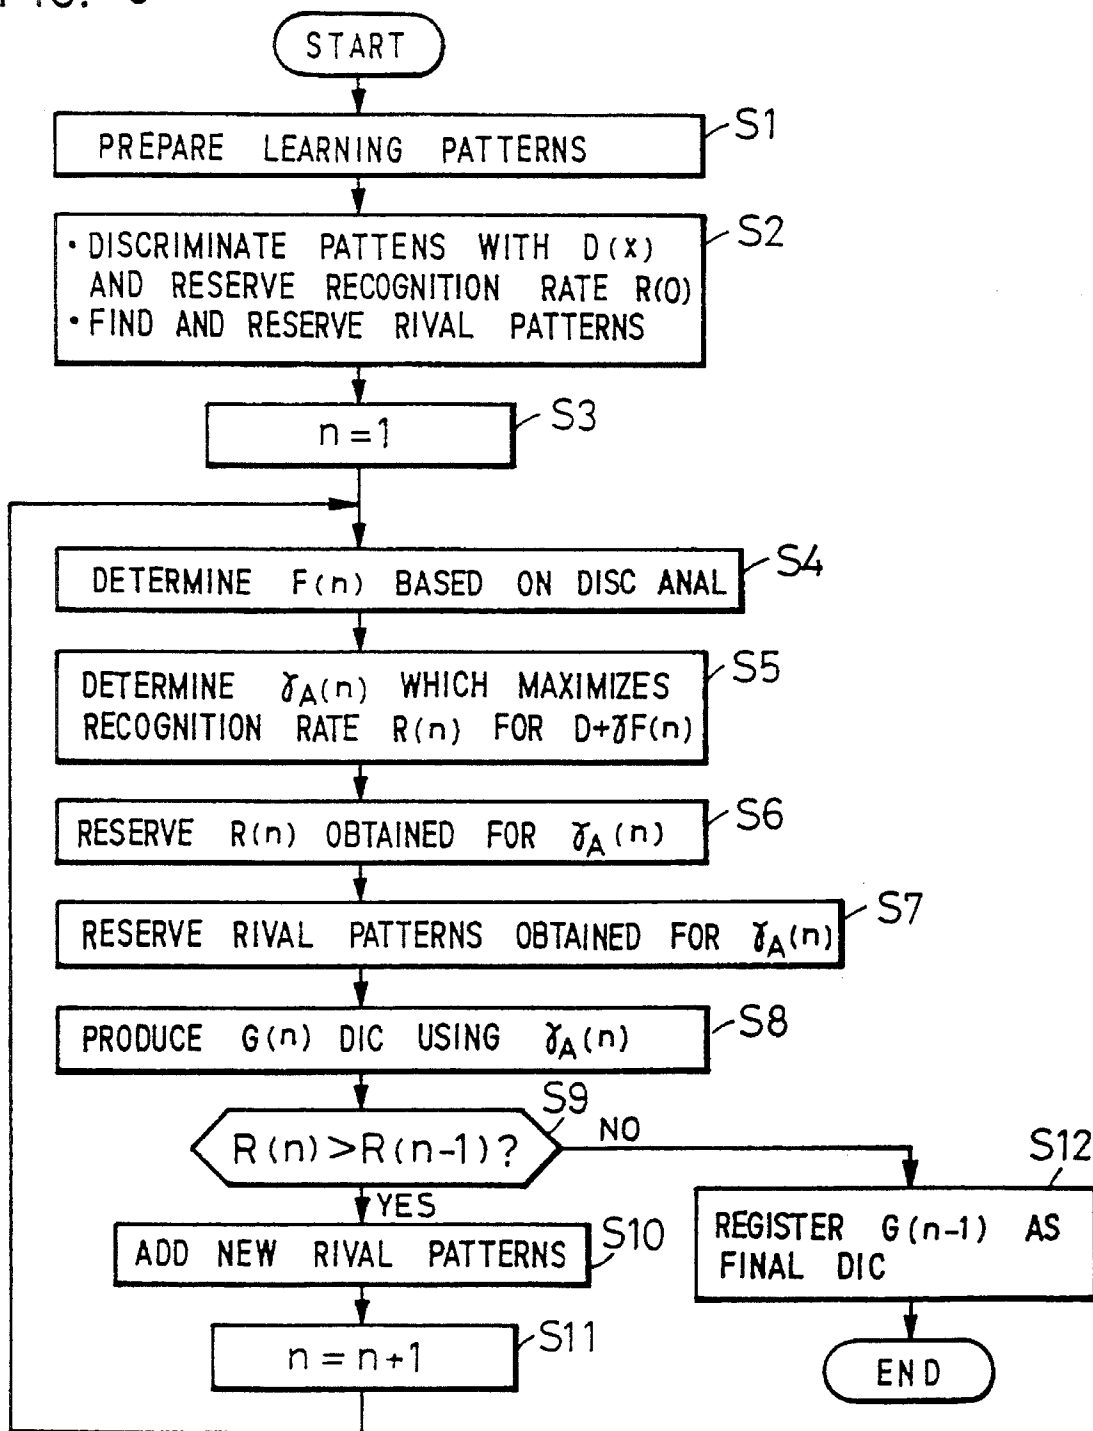 START
PREPARE LEARNING PATTERNS
S1
• DISCRIMINATE PATTENS WITH D(x)
AND RESERVE RECOGNITION RATE R(0)
• FIND AND RESERVE RIVAL PATTERNS
S2
n=1
S3
DETERMINE F(n) BASED ON DISC ANAL
S4
DETERMINE γA(n) WHICH MAXIMIZES
RECOGNITION RATE R(n) FOR D+γF(n)
S5
RESERVE R(n) OBTAINED FOR γA(n)
S6
RESERVE RIVAL PATTERNS OBTAINED FOR γA(n)
S7
PRODUCE G(n) DIC USING γA(n)
S8
R(n)>R(n-1)?
S9
NO
YES
ADD NEW RIVAL PATTERNS
S10
n=n+1
S11
S12
REGISTER G(n-1) AS
FINAL DIC
END